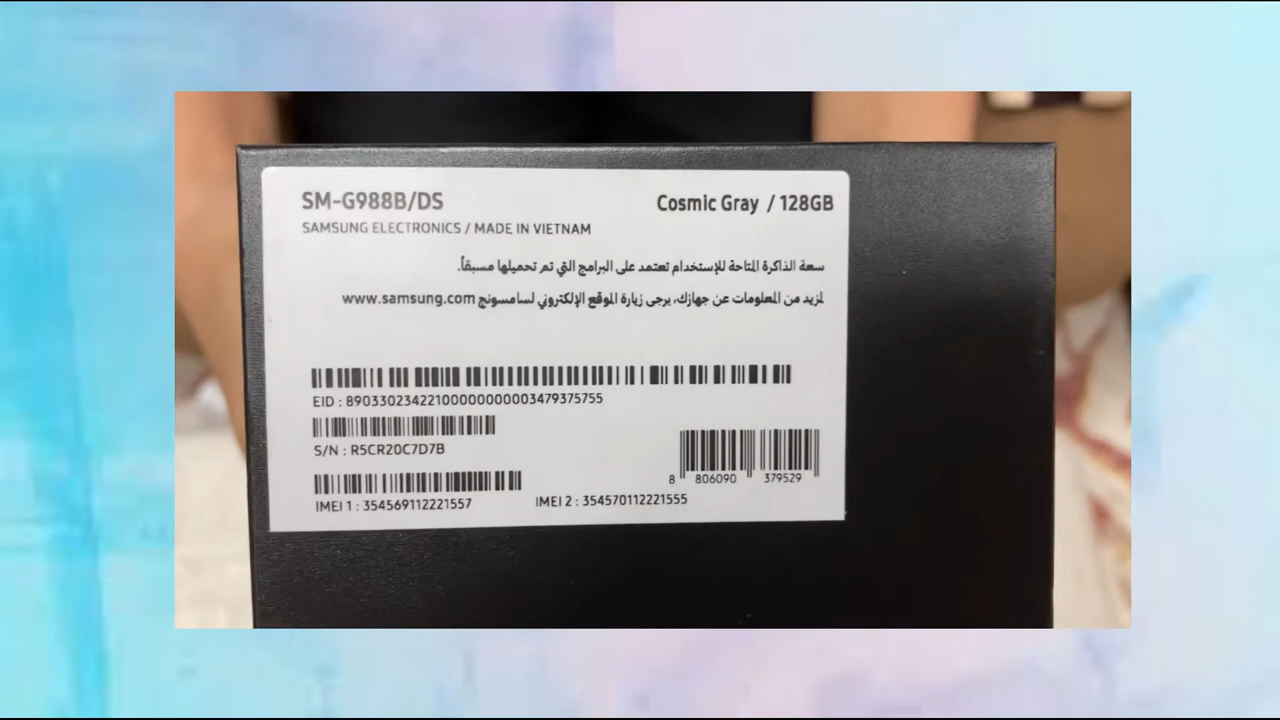 SM-G988B/DS
Cosmic Gray / 128GB
SAMSUNG ELECTRONICS / MADE IN VIETNAM
سعة الذاكرة المتاحة للإستخدام تعتمد على البرامج التي تم تحميلها مسبقاً.
لمزيد من المعلومات عن جهازك، يرجى زيارة الموقع الإلكتروني لسامسونج www.samsung.com
EID : 89033023422100000000003479375755
S/N : R5CR20C7D7B
8 806090 379529
IMEI 1 : 354569112221557
IMEI 2 : 354570112221555